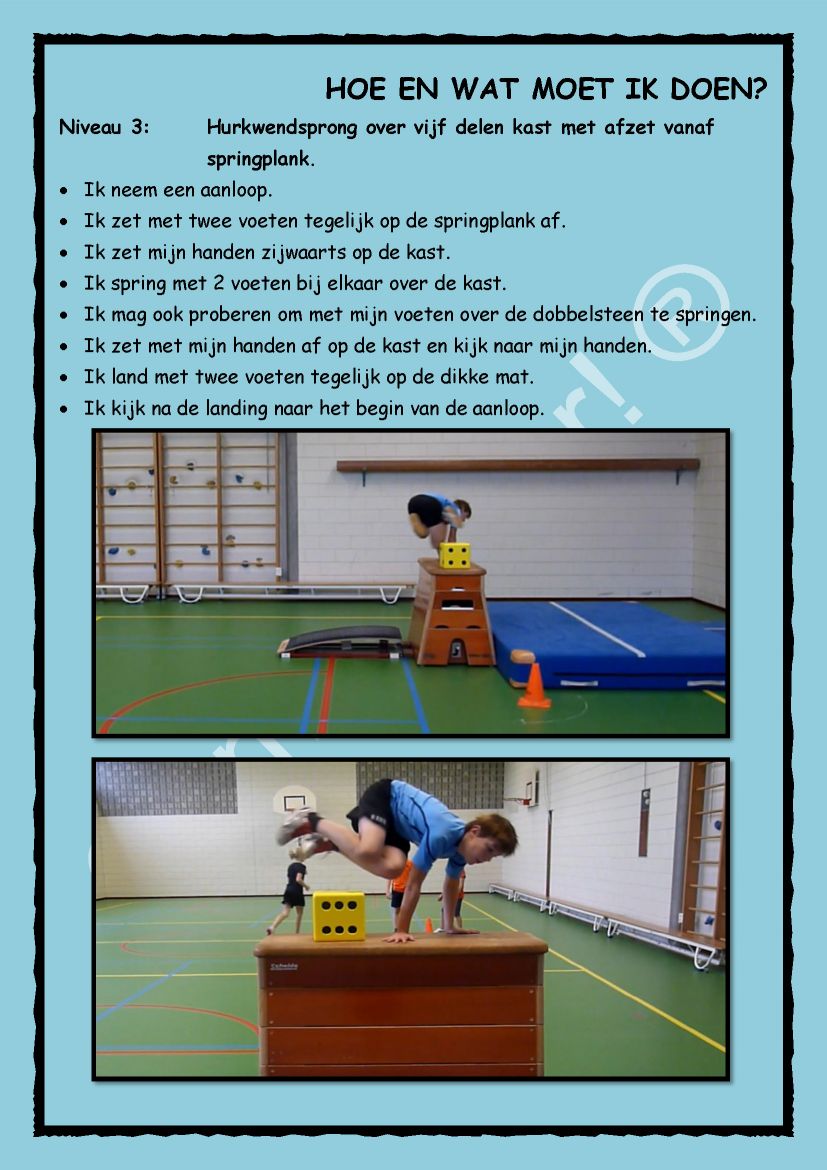 HOE EN WAT MOET IK DOEN?
Niveau 3: Hurkwendsprong over vijf delen kast met afzet vanaf
springplank.
• Ik neem een aanloop.
• Ik zet met twee voeten tegelijk op de springplank af.
• Ik zet mijn handen zijwaarts op de kast.
• Ik spring met 2 voeten bij elkaar over de kast.
• Ik mag ook proberen om met mijn voeten over de dobbelsteen te springen.
• Ik zet met mijn handen af op de kast en kijk naar mijn handen.
• Ik land met twee voeten tegelijk op de dikke mat.
• Ik kijk na de landing naar het begin van de aanloop.